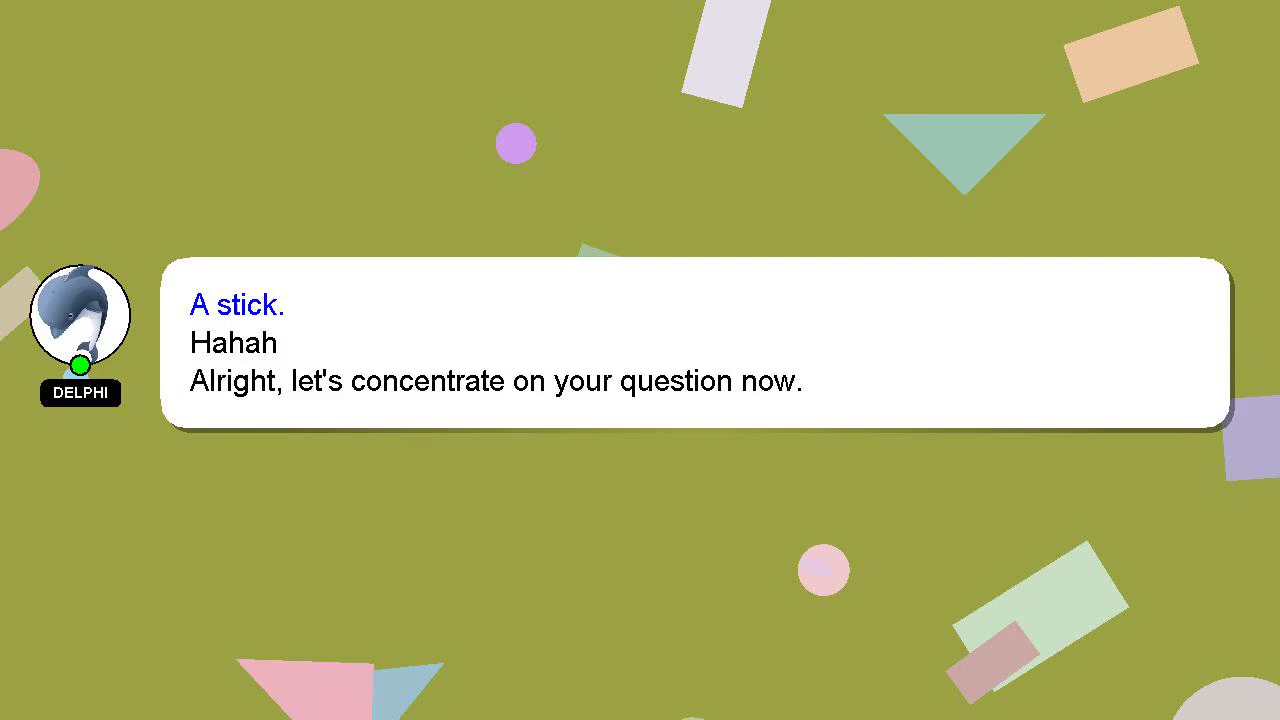 A stick.
Hahah
Alright, let's concentrate on your question now.
DELPHI